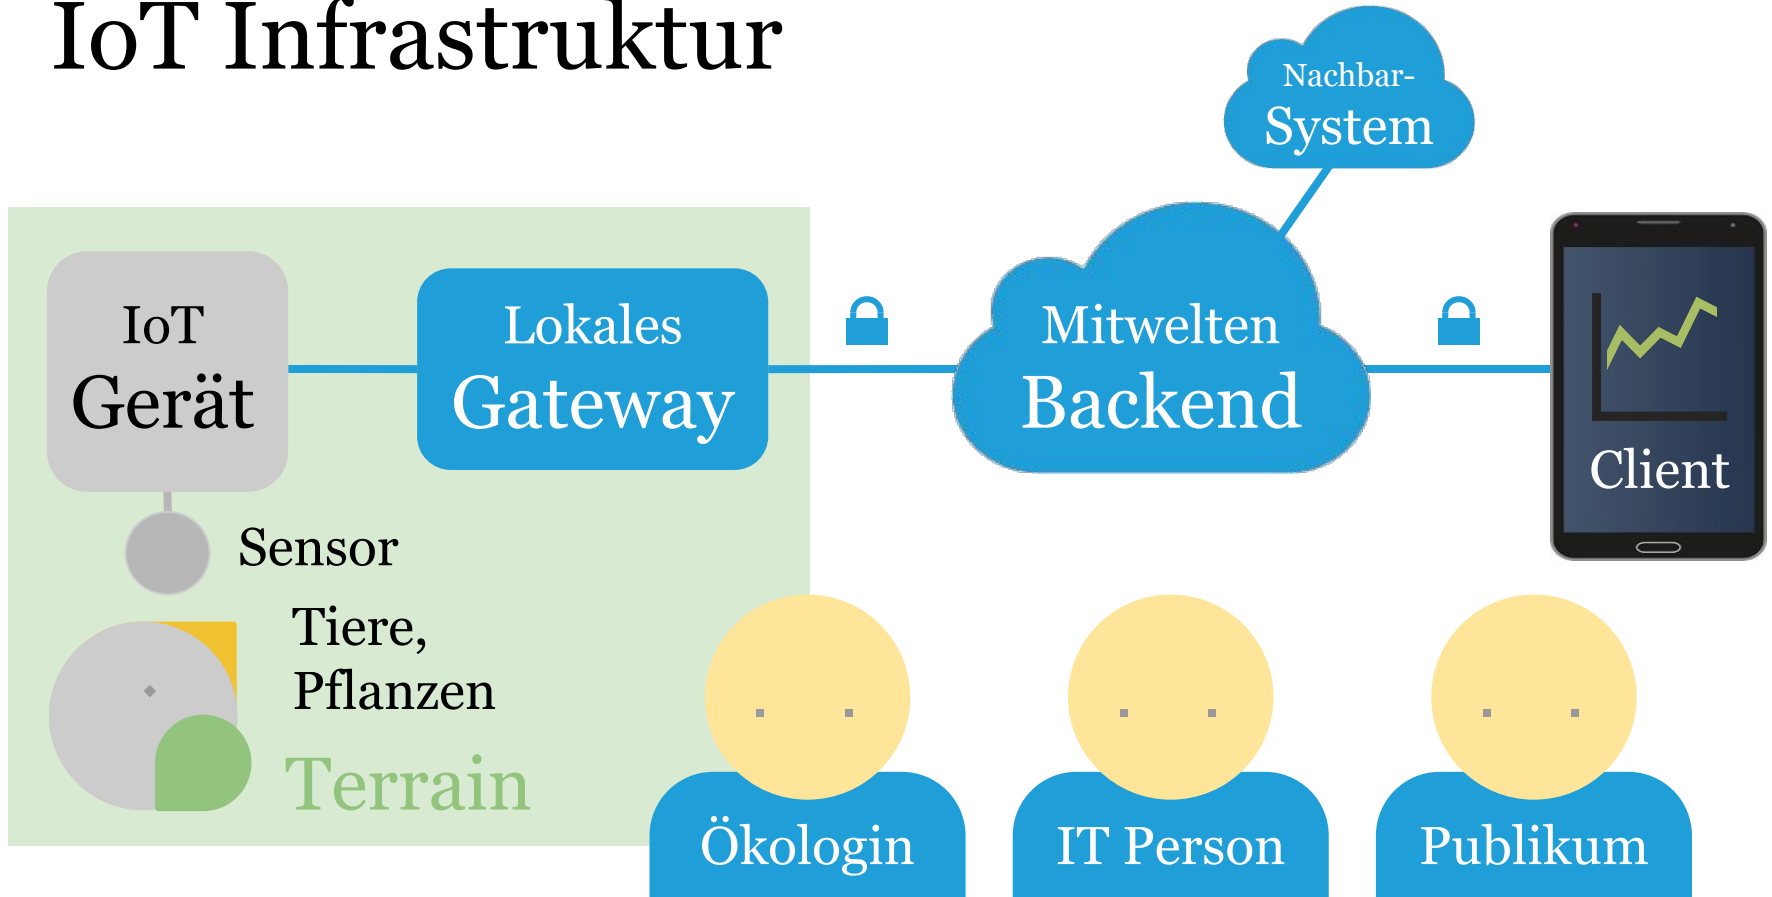 IoT Infrastruktur
Nachbar-
System
IoT
Gerät
Lokales
Gateway
Mitwelten
Backend
Client
Sensor
Tiere,
Pflanzen
Terrain
Ökologin
IT Person
Publikum